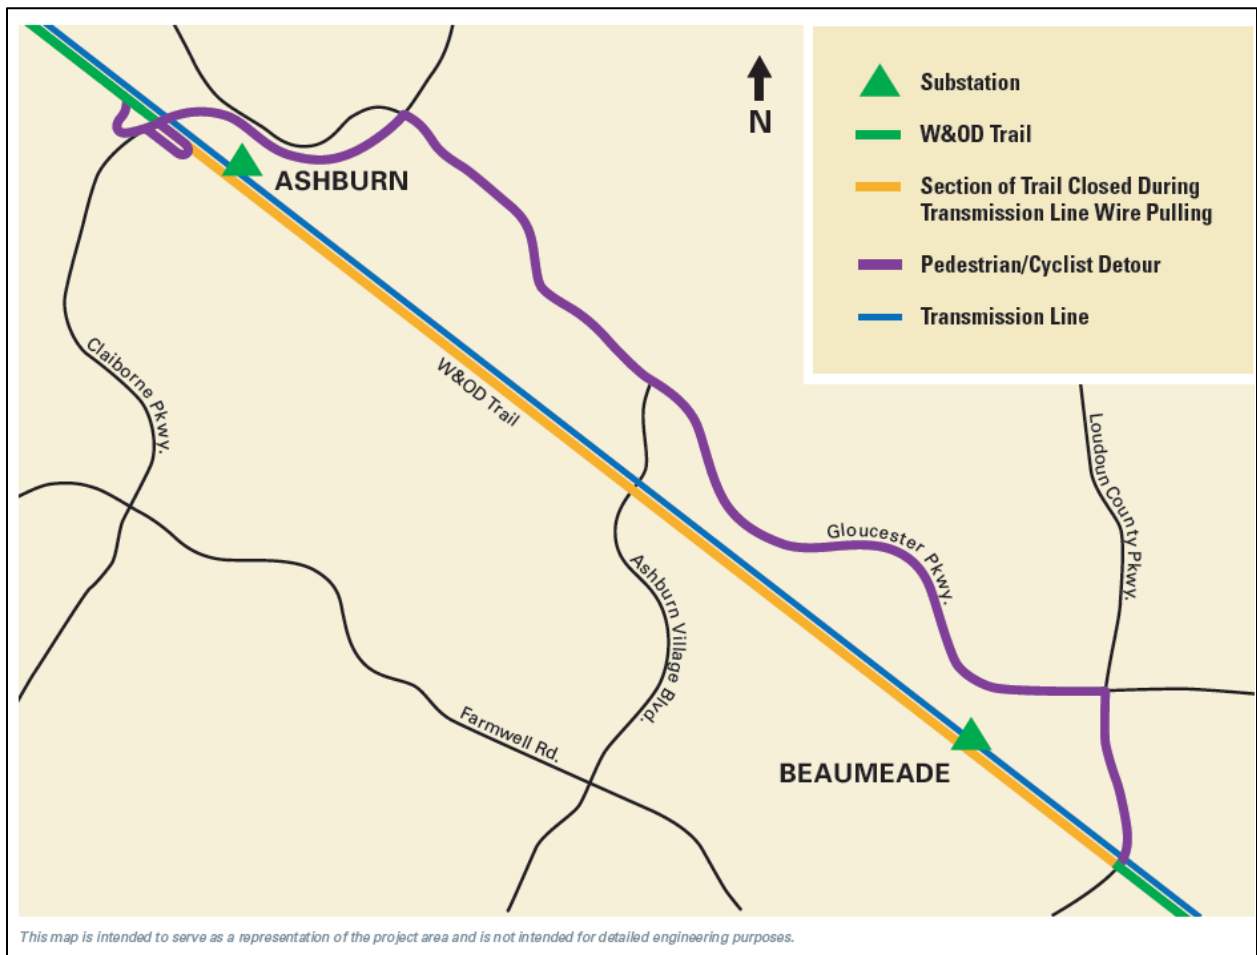 N
Substation
W&OD Trail
Section of Trail Closed During
Transmission Line Wire Pulling
Pedestrian/Cyclist Detour
Transmission Line
ASHBURN
Claiborne Pkwy.
W&OD Trail
Loudoun County Pkwy.
Gloucester Pkwy.
Ashburn Village Blvd.
Farmwell Rd.
BEAUMEADE
This map is intended to serve as a representation of the project area and is not intended for detailed engineering purposes.